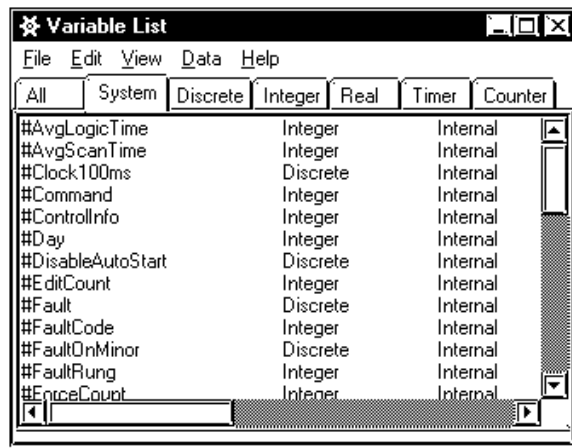 Variable List
File Edit View Data Help
All System Discrete Integer Real Timer Counter
#AvgLogicTime Integer Internal
#AvgScanTime Integer Internal
#Clock100ms Discrete Internal
#Command Integer Internal
#ControlInfo Integer Internal
#Day Integer Internal
#DisableAutoStart Discrete Internal
#EditCount Integer Internal
#Fault Discrete Internal
#FaultCode Integer Internal
#FaultOnMinor Discrete Internal
#FaultRung Integer Internal
#ForceCount Integer Internal